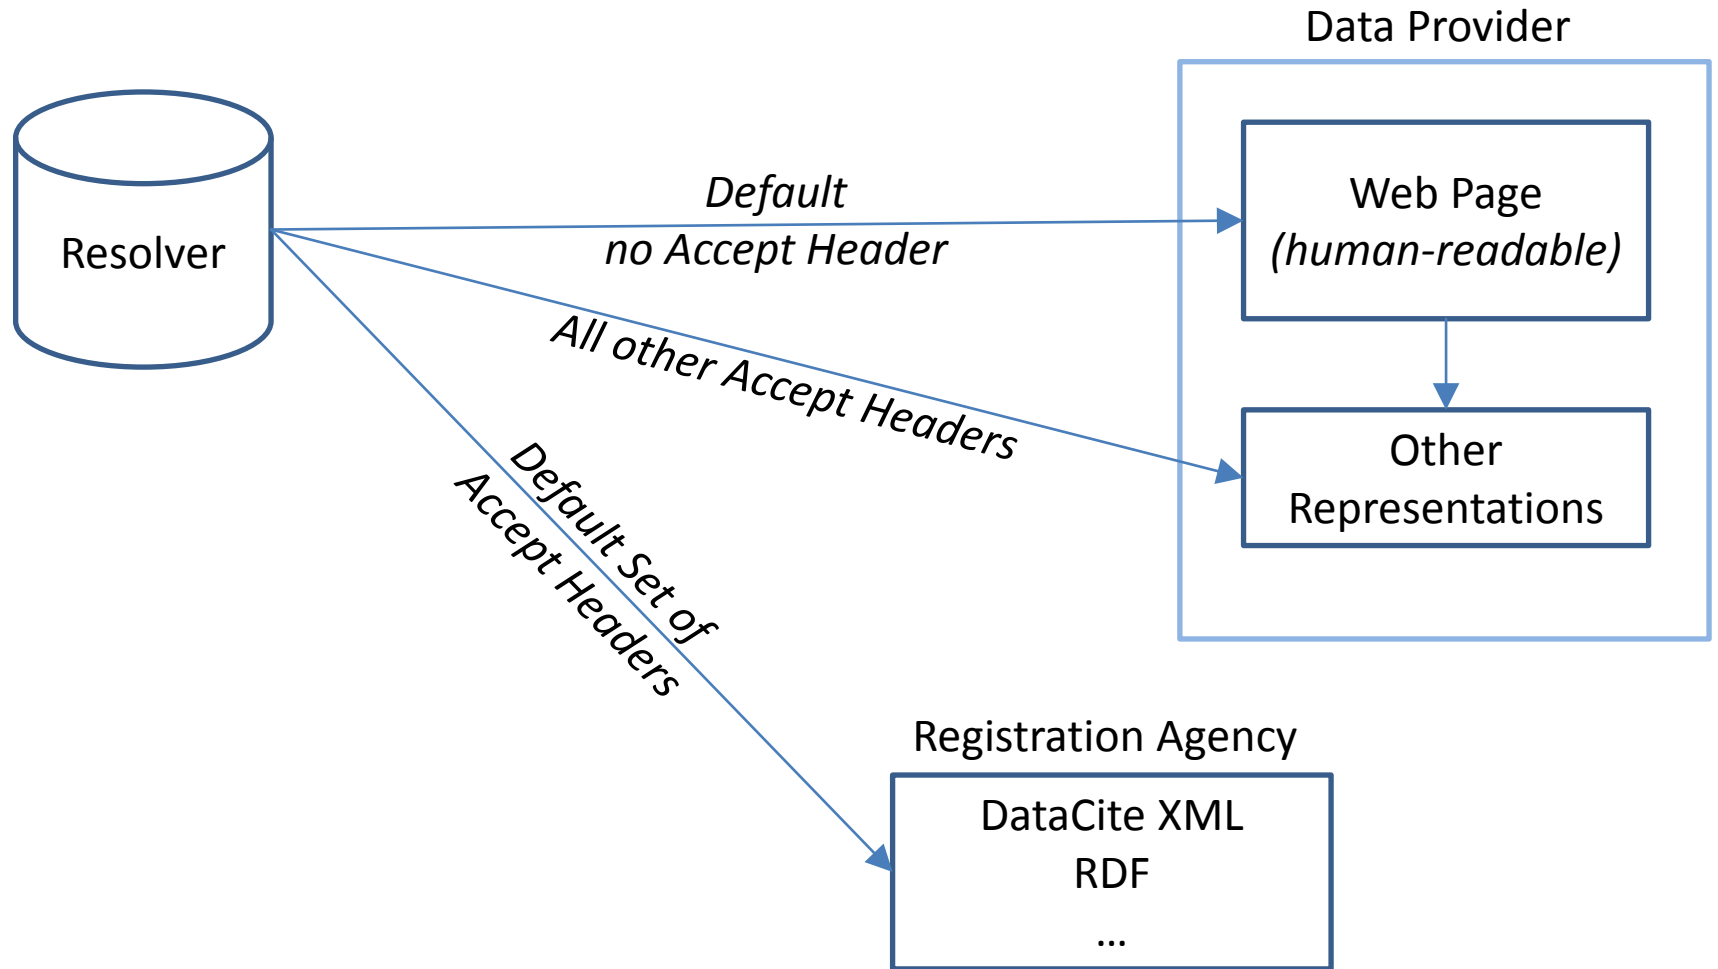 Data Provider
Resolver
Default
no Accept Header
Web Page
(human-readable)
All other Accept Headers
Other
Representations
Default Set of
Accept Headers
Registration Agency
DataCite XML
RDF
...